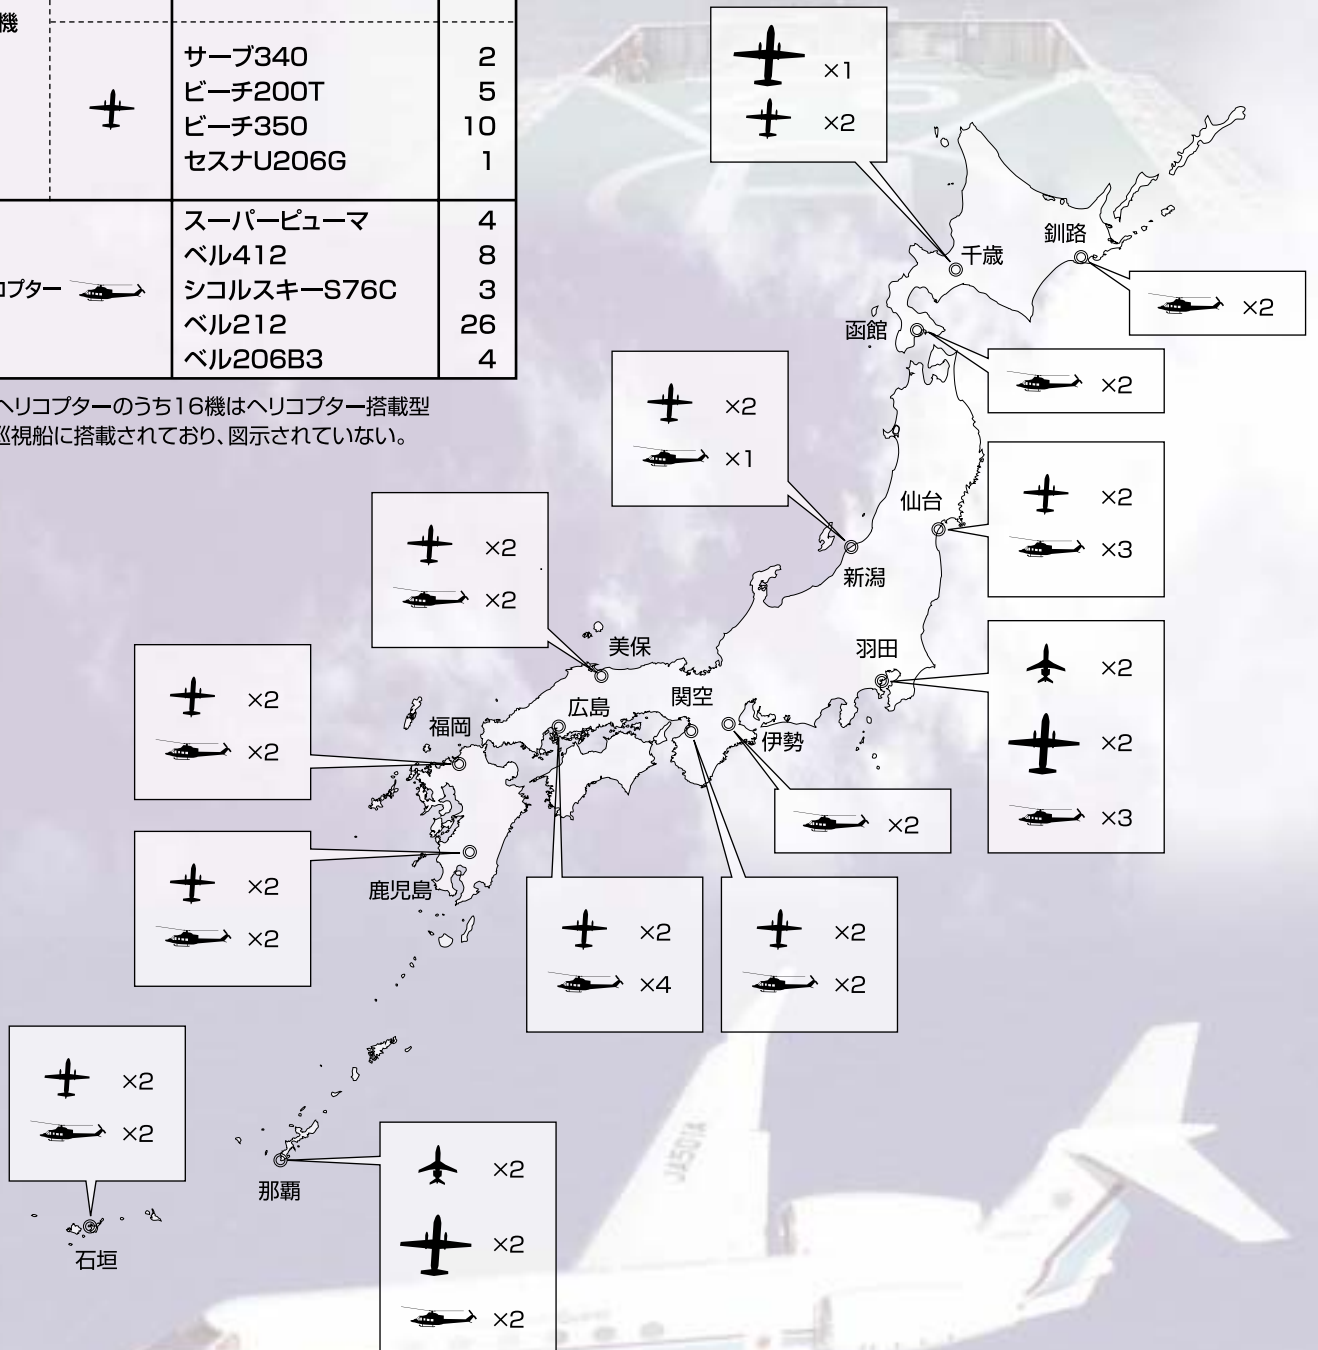 機
サーブ340 2
ビーチ200T 5
ビーチ350 10
セスナU206G 1
スーパーピューマ 4
ベル412 8
コプター シコルスキーS76C 3
ベル212 26
ベル206B3 4
ヘリコプターのうち16機はヘリコプター搭載型
巡視船に搭載されており、図示されていない。
×1
×2
千歳
釧路
×2
函館
×2
×2
×1
新潟
仙台
×2
×3
×2
×2
美保
羽田
×2
×2
×3
×2
×2
福岡
広島
関空
伊勢
×2
×2
×2
鹿児島
×2
×4
×2
×2
×2
×2
石垣
那覇
×2
×2
×2
JA501A